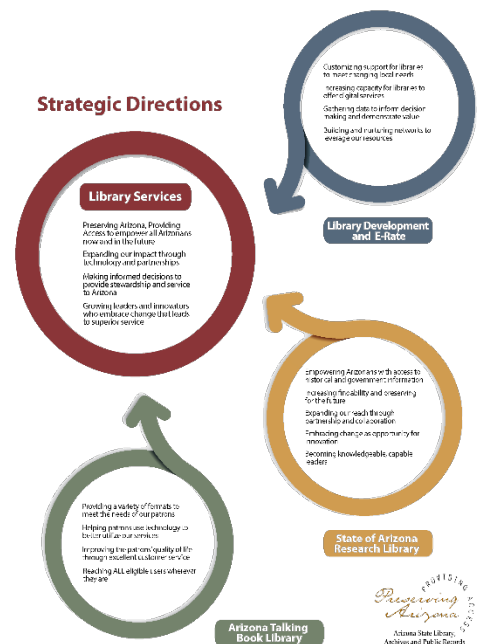 Strategic Directions
Library Services
Preserving Arizona, Providing
Access to empower all Arizonans
now and in the future
Expanding our impact through
technology and partnerships
Making informed decisions to
provide stewardship and service
to Arizona
Growing leaders and innovators
who embrace change that leads
to superior service
Customizing support for libraries
to meet changing local needs
Increasing capacity for libraries to
offer digital services
Gathering data to inform decision
making and demonstrate value
Building and nurturing networks to
leverage our resources
Library Development
and E-Rate
Empowering Arizonans with access to
historical and government information
Increasing findability and preserving
for the future
Expanding our reach through
partnership and collaboration
Embracing change as opportunity for
innovation
Becoming knowledgeable, capable
leaders
State of Arizona
Research Library
Providing a variety of formats to
meet the needs of our patrons
Helping patrons use technology to
better utilize our services
Improving the patrons' quality of life
through excellent customer service
Reaching ALL eligible users wherever
they are
Arizona Talking
Book Library
Preserving
Arizona
PROVIDING ACCESS
Arizona State Library,
Archives and Public Records